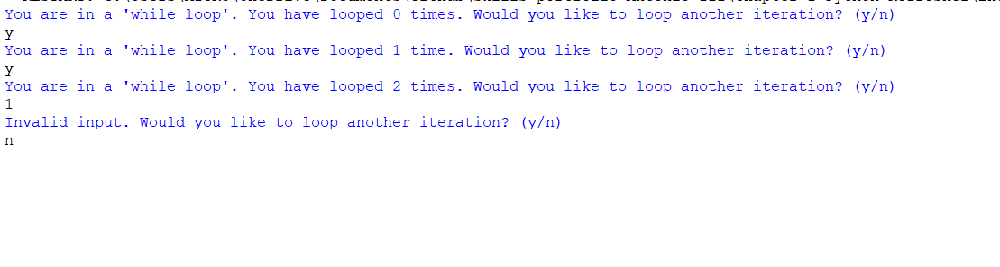 You are in a 'while loop'. You have looped 0 times. Would you like to loop another iteration? (y/n)
y
You are in a 'while loop'. You have looped 1 time. Would you like to loop another iteration? (y/n)
y
You are in a 'while loop'. You have looped 2 times. Would you like to loop another iteration? (y/n)
1
Invalid input. Would you like to loop another iteration? (y/n)
n